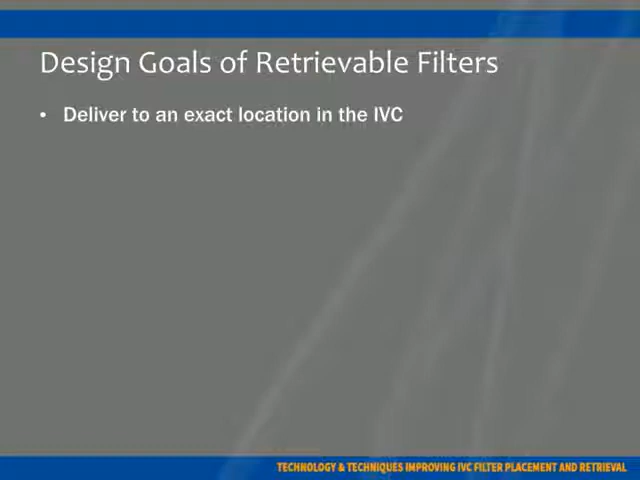 Design Goals of Retrievable Filters
• Deliver to an exact location in the IVC
TECHNOLOGY & TECHNIQUES IMPROVING IVC FILTER PLACEMENT AND RETRIEVAL